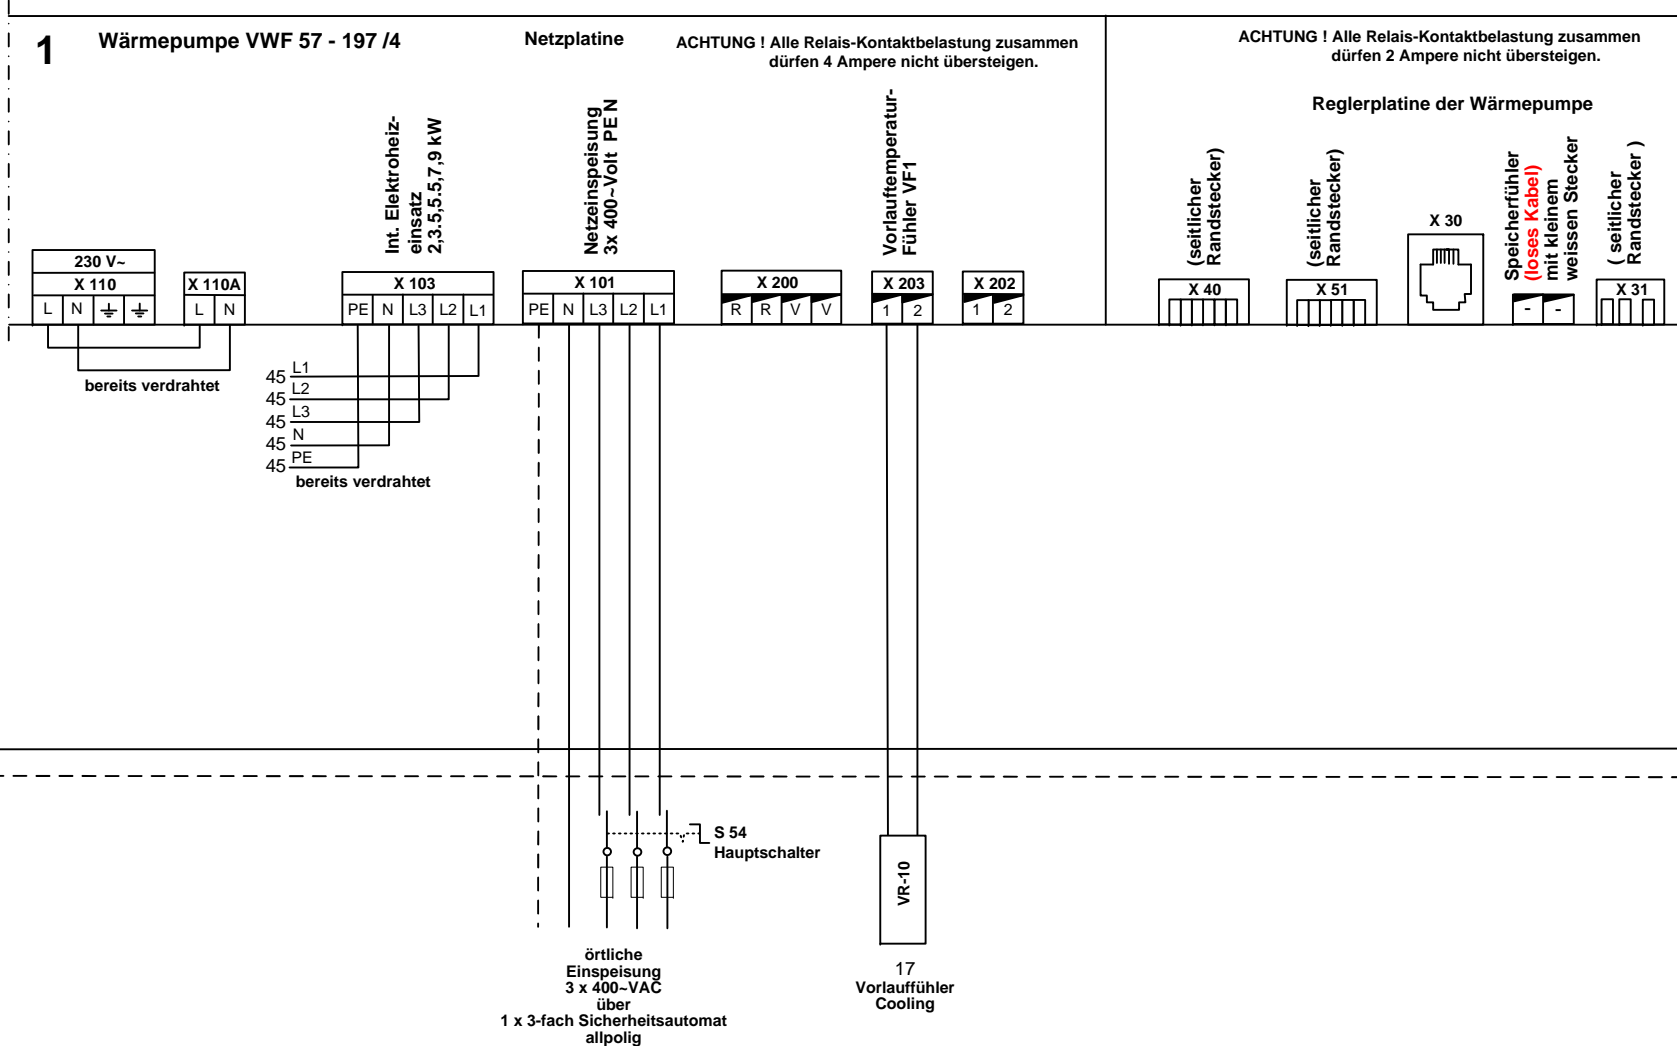 1
Wärmepumpe VWF 57 - 197 /4
Netzplatine
ACHTUNG ! Alle Relais-Kontaktbelastung zusammen
dürfen 4 Ampere nicht übersteigen.
ACHTUNG ! Alle Relais-Kontaktbelastung zusammen
dürfen 2 Ampere nicht übersteigen.
Reglerplatine der Wärmepumpe
Int. Elektroheiz-
einsatz
2,3.5,5.5,7,9 kW
Netzeinspeisung
3x 400~Volt PE N
Vorlauftemperatur-
Fühler VF1
(seitlicher
Randstecker)
(seitlicher
Randstecker)
X 30
Speicherfühler
(loses Kabel)
mit kleinem
weissen Stecker
( seitlicher
Randstecker )
230 V~
X 110
L N
X 110A
L N
X 103
PE N L3 L2 L1
X 101
PE N L3 L2 L1
X 200
R R V V
X 203
1 2
X 202
1 2
X 40
X 51
- -
X 31
bereits verdrahtet
45 L1
45 L2
45 L3
45 N
45 PE
bereits verdrahtet
S 54
Hauptschalter
VR-10
örtliche
Einspeisung
3 x 400~VAC
über
1 x 3-fach Sicherheitsautomat
allpolig
17
Vorlauffühler
Cooling